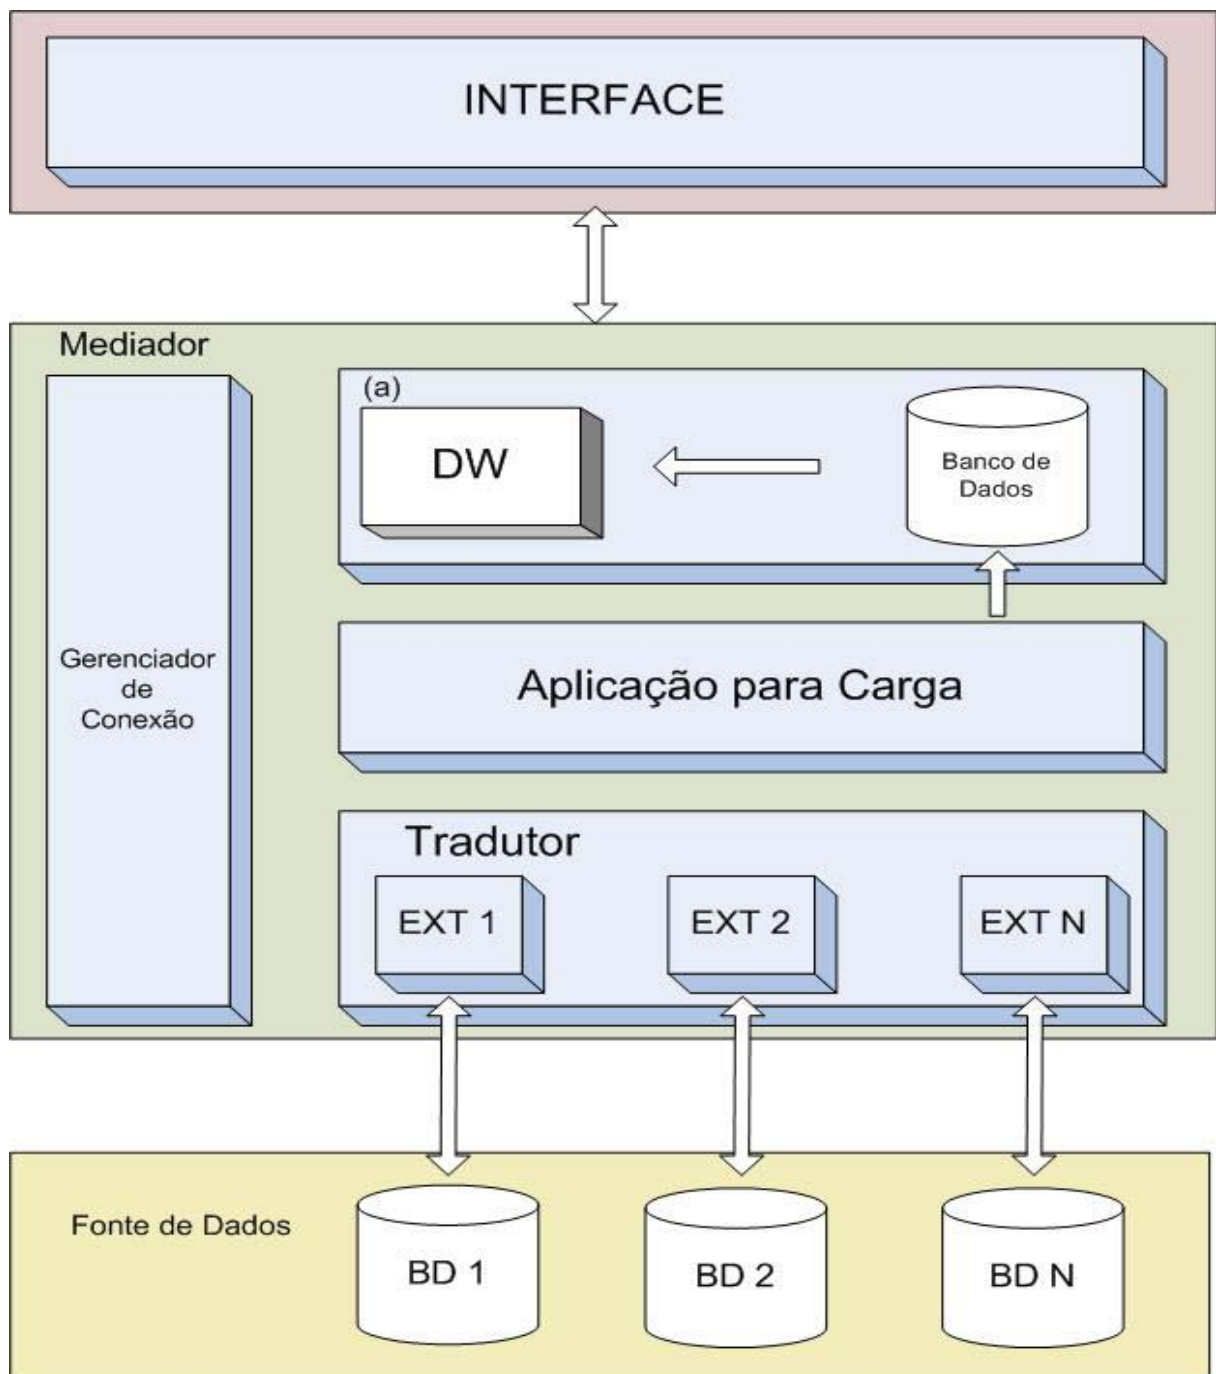 INTERFACE
Mediador
(a)
DW
Banco de
Dados
Gerenciador
de
Conexão
Aplicação para Carga
Tradutor
EXT 1
EXT 2
EXT N
Fonte de Dados
BD 1
BD 2
BD N